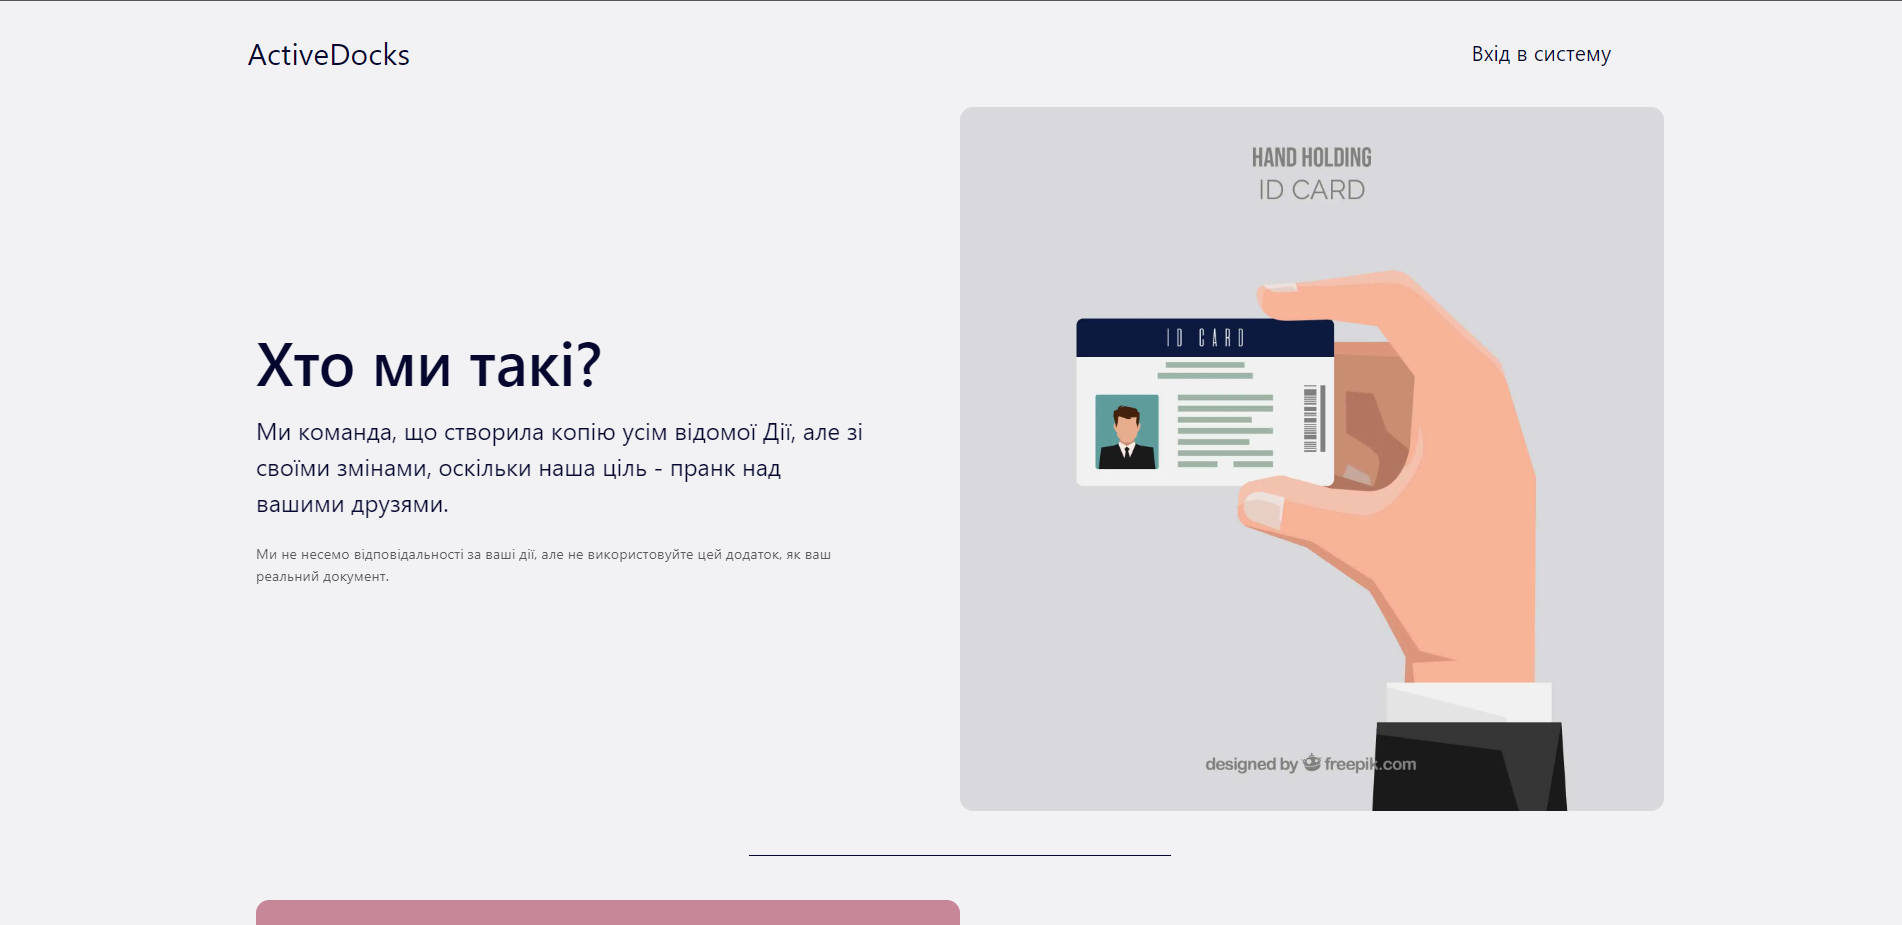 ActiveDocks
Вхід в систему
HAND HOLDING
ID CARD
ID CARD
Хто ми такі?
Ми команда, що створила копію усім відомої Дії, але зі
своїми змінами, оскільки наша ціль - пранк над
вашими друзями.
Ми не несемо відповідальності за ваші дії, але не використовуйте цей додаток, як ваш
реальний документ.
designed by freepik.com